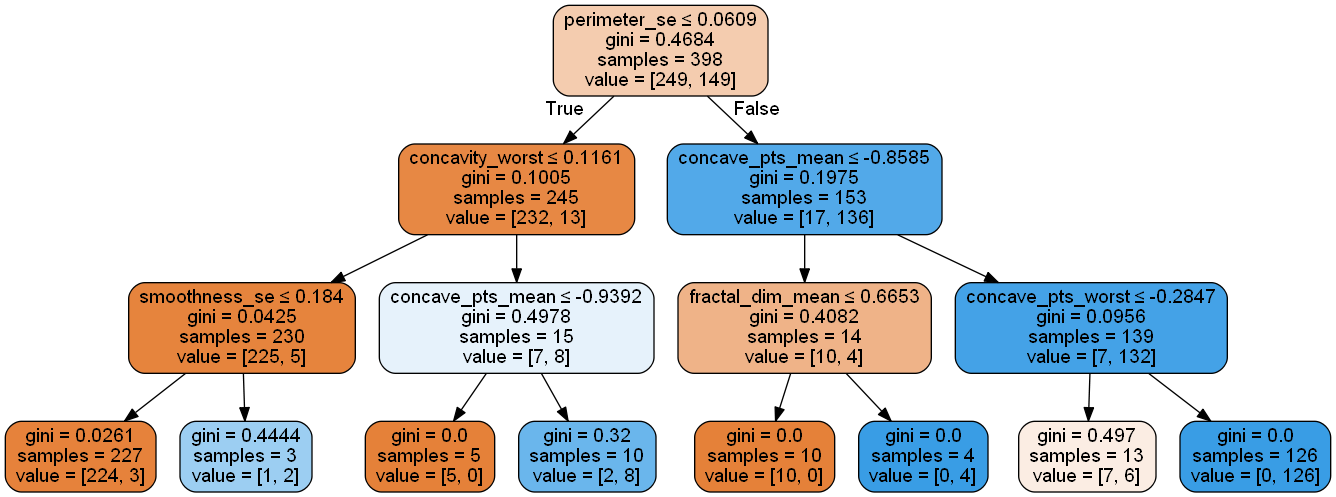 perimeter_se ≤ 0.0609
gini = 0.4684
samples = 398
value = [249, 149]
True
False
concavity_worst ≤ 0.1161
gini = 0.1005
samples = 245
value = [232, 13]
concave_pts_mean ≤ -0.8585
gini = 0.1975
samples = 153
value = [17, 136]
smoothness_se ≤ 0.184
gini = 0.0425
samples = 230
value = [225, 5]
concave_pts_mean ≤ -0.9392
gini = 0.4978
samples = 15
value = [7, 8]
fractal_dim_mean ≤ 0.6653
gini = 0.4082
samples = 14
value = [10, 4]
concave_pts_worst ≤ -0.2847
gini = 0.0956
samples = 139
value = [7, 132]
gini = 0.0261
samples = 227
value = [224, 3]
gini = 0.4444
samples = 3
value = [1, 2]
gini = 0.0
samples = 5
value = [5, 0]
gini = 0.32
samples = 10
value = [2, 8]
gini = 0.0
samples = 10
value = [10, 0]
gini = 0.0
samples = 4
value = [0, 4]
gini = 0.497
samples = 13
value = [7, 6]
gini = 0.0
samples = 126
value = [0, 126]